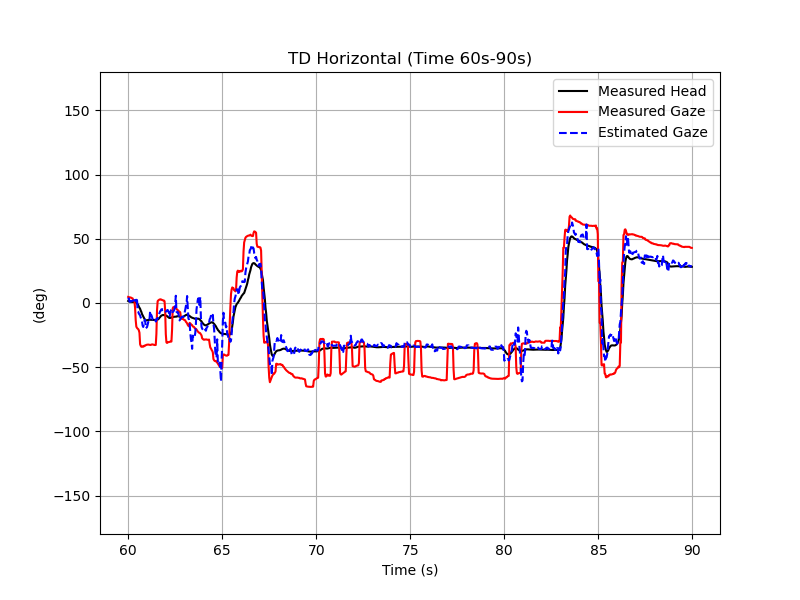 TD Horizontal (Time 60s-90s)
Measured Head
Measured Gaze
Estimated Gaze
150
100
50
0
−50
−100
−150
(deg)
60 65 70 75 80 85 90
Time (s)